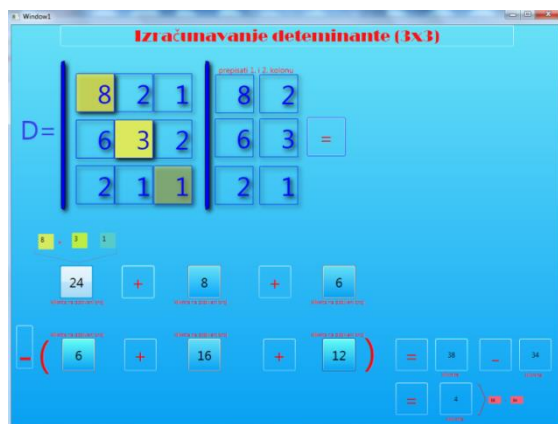 Window1
Izračunavanje deteminante (3x3)
prepisati 1. i 2. kolonu
8 2 1 8 2
D= 6 3 2 6 3 =
2 1 1 2 1
8 . 3 1
24 + 8 + 6
- ( 6 + 16 + 12 ) = 38 - 34
= 4